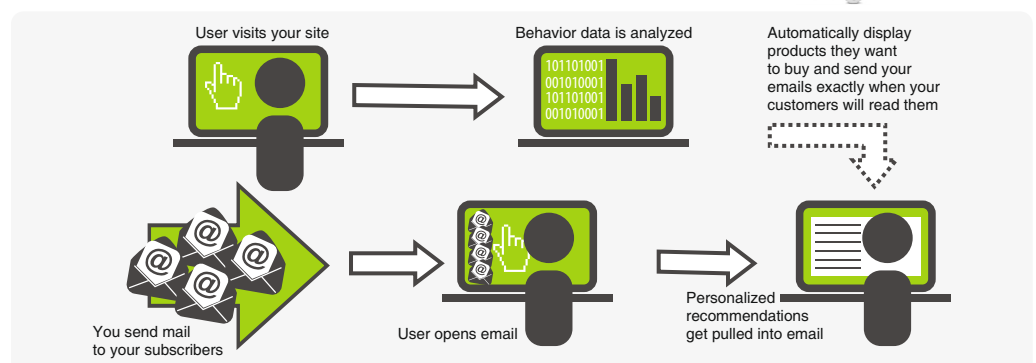 User visits your site
Behavior data is analyzed
Automatically display
products they want
to buy and send your
emails exactly when your
customers will read them
101101001
001010001
101101001
001010001
@
@
@
@
@
@
@
@
You send mail
to your subscribers
User opens email
Personalized
recommendations
get pulled into email